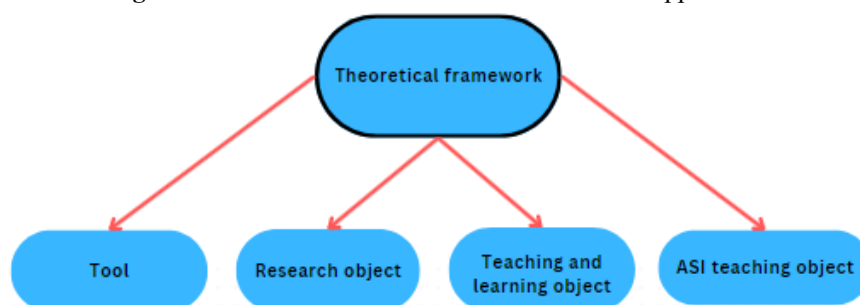 Theoretical framework
Tool
Research object
Teaching and
learning object
ASI teaching object